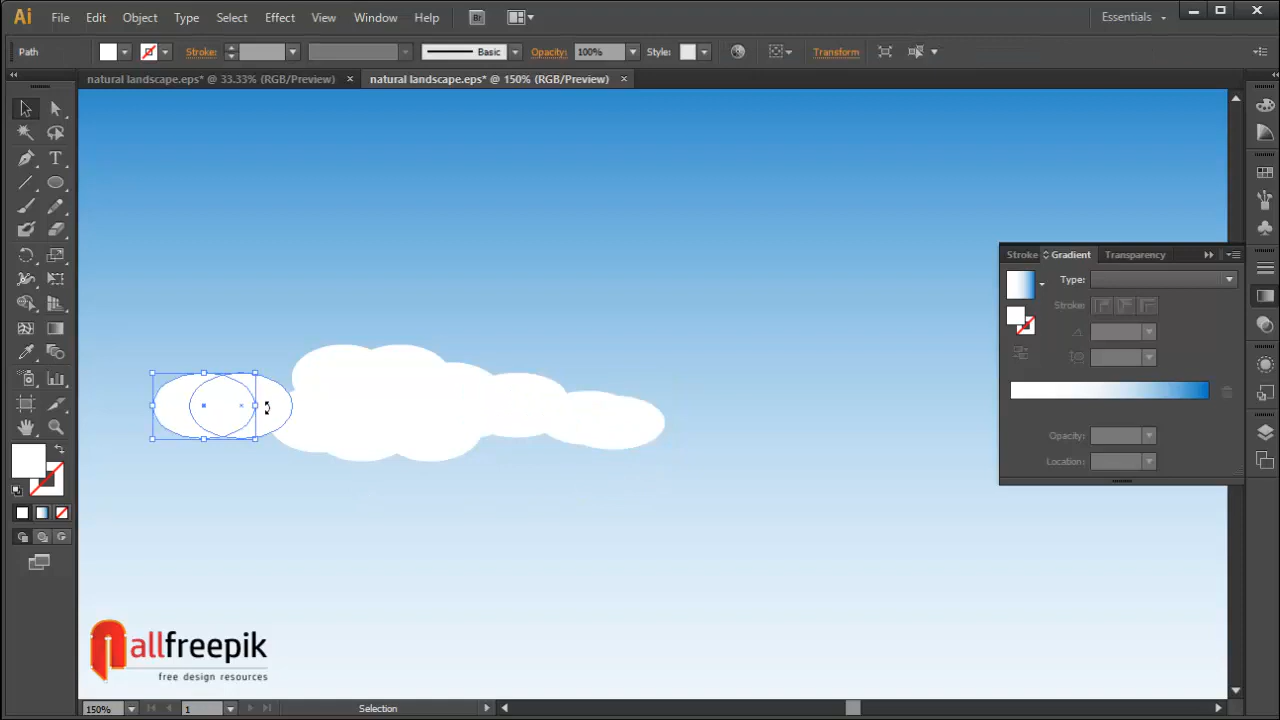 Ai File Edit Object Type Select Effect View Window Help Br Essentials
Path Stroke: Basic Opacity: 100% Style: Transform
natural landscape.eps* @ 33.33% (RGB/Preview) × natural landscape.eps* @ 150% (RGB/Preview) ×
Stroke Gradient Transparency
Type:
Stroke:
Opacity:
Location:
allfreepik
free design resources
150% 1 Selection